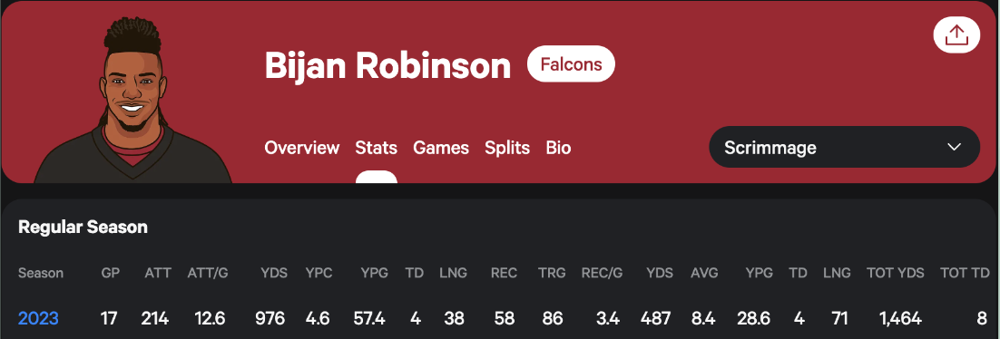 Bijan Robinson Falcons
Overview Stats Games Splits Bio Scrimmage
Regular Season
Season GP ATT ATT/G YDS YPC YPG TD LNG REC TRG REC/G YDS AVG YPG TD LNG TOT YDS TOT TD
2023 17 214 12.6 976 4.6 57.4 4 38 58 86 3.4 487 8.4 28.6 4 71 1,464 8